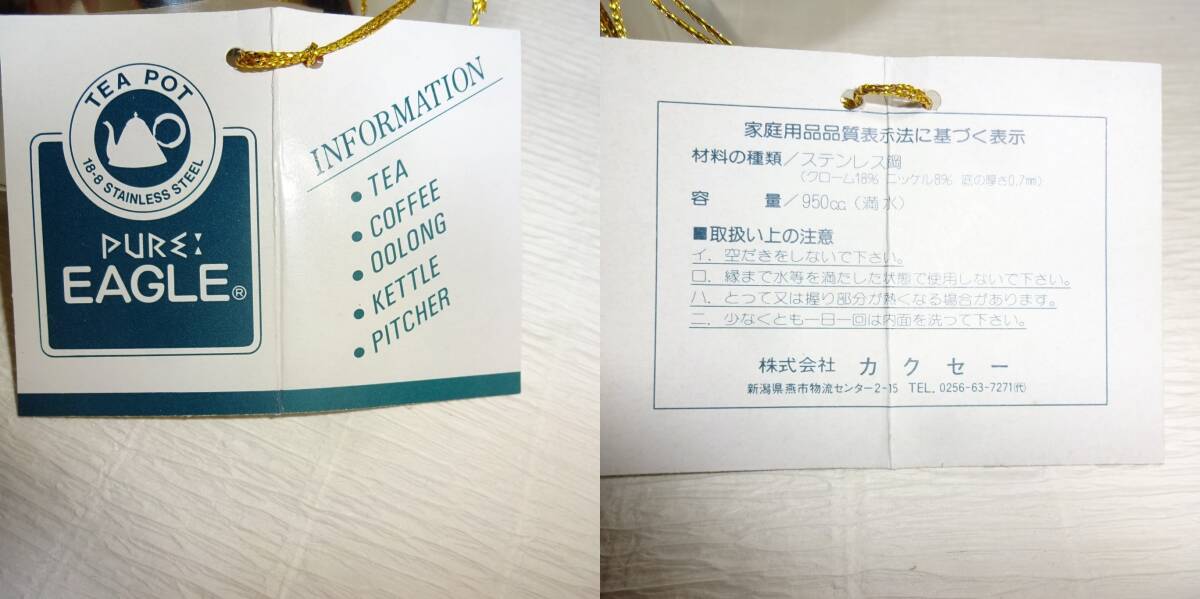 TEA POT
18-8 STAINLESS STEEL
PURE:
EAGLE®
INFORMATION
• TEA
• COFFEE
• OOLONG
• KETTLE
• PITCHER
家庭用品品質表示法に基づく表示
材料の種類／ステンレス鋼
(クローム18% ニッケル8% 底の厚さ0.7㎜)
容 量／950cc (満水)
■取扱い上の注意
イ. 空だきをしないで下さい。
ロ. 縁まで水等を満たした状態で使用しないで下さい。
ハ. とって又は握り部分が熱くなる場合があります。
ニ. 少なくとも一日一回は内面を洗って下さい。
株式会社 カクセー
新潟県燕市物流センター2-15 TEL. 0256-63-7271㈹